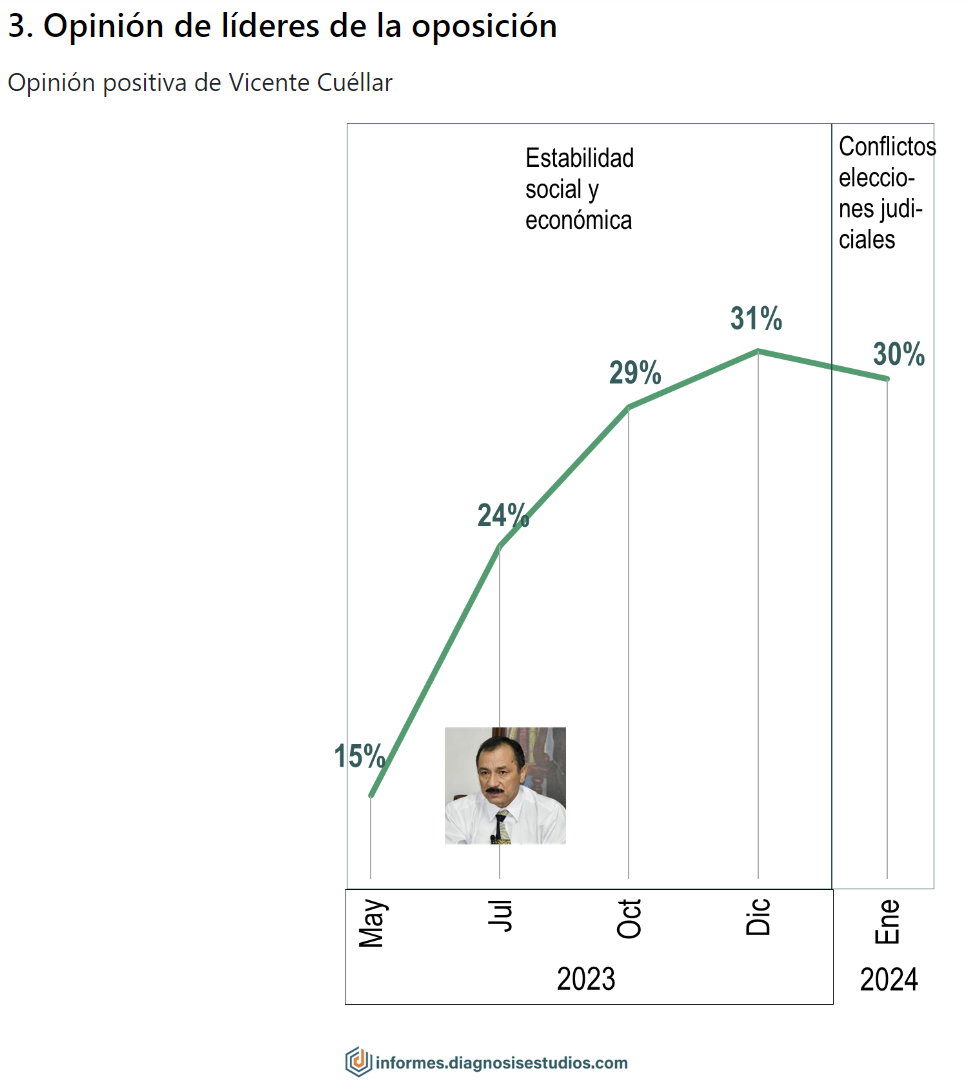 3. Opinión de líderes de la oposición
Opinión positiva de Vicente Cuéllar
Estabilidad
social y
económica
Conflictos
eleccio-
nes judi-
ciales
15%
24%
29%
31%
30%
May
Jul
Oct
Dic
Ene
2023
2024
informes.diagnosisestudios.com